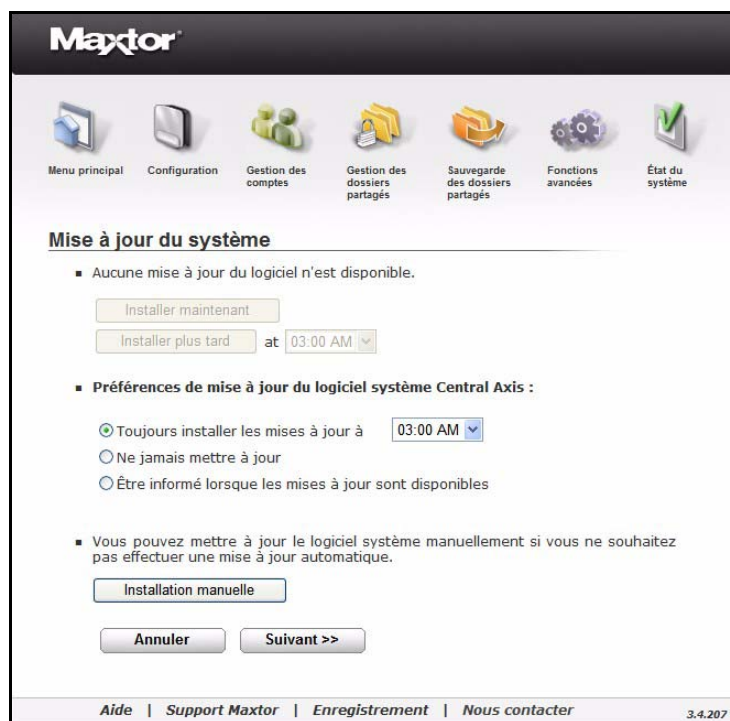 Maxtor
Menu principal
Configuration
Gestion des
comptes
Gestion des
dossiers
partagés
Sauvegarde
des dossiers
partagés
Fonctions
avancées
État du
système
Mise à jour du système
Aucune mise à jour du logiciel n'est disponible.
Installer maintenant
Installer plus tard at 03:00 AM
Préférences de mise à jour du logiciel système Central Axis :
Toujours installer les mises à jour à 03:00 AM
Ne jamais mettre à jour
Être informé lorsque les mises à jour sont disponibles
Vous pouvez mettre à jour le logiciel système manuellement si vous ne souhaitez
pas effectuer une mise à jour automatique.
Installation manuelle
Annuler Suivant >>
Aide | Support Maxtor | Enregistrement | Nous contacter 3.4.207